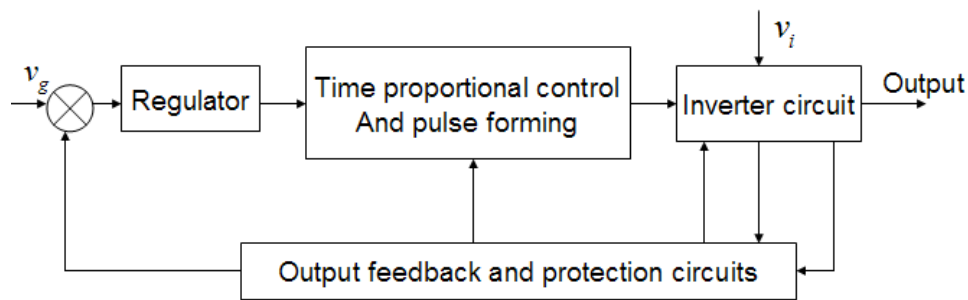 v_i
v_g
Regulator
Time proportional control
And pulse forming
Inverter circuit
Output
Output feedback and protection circuits